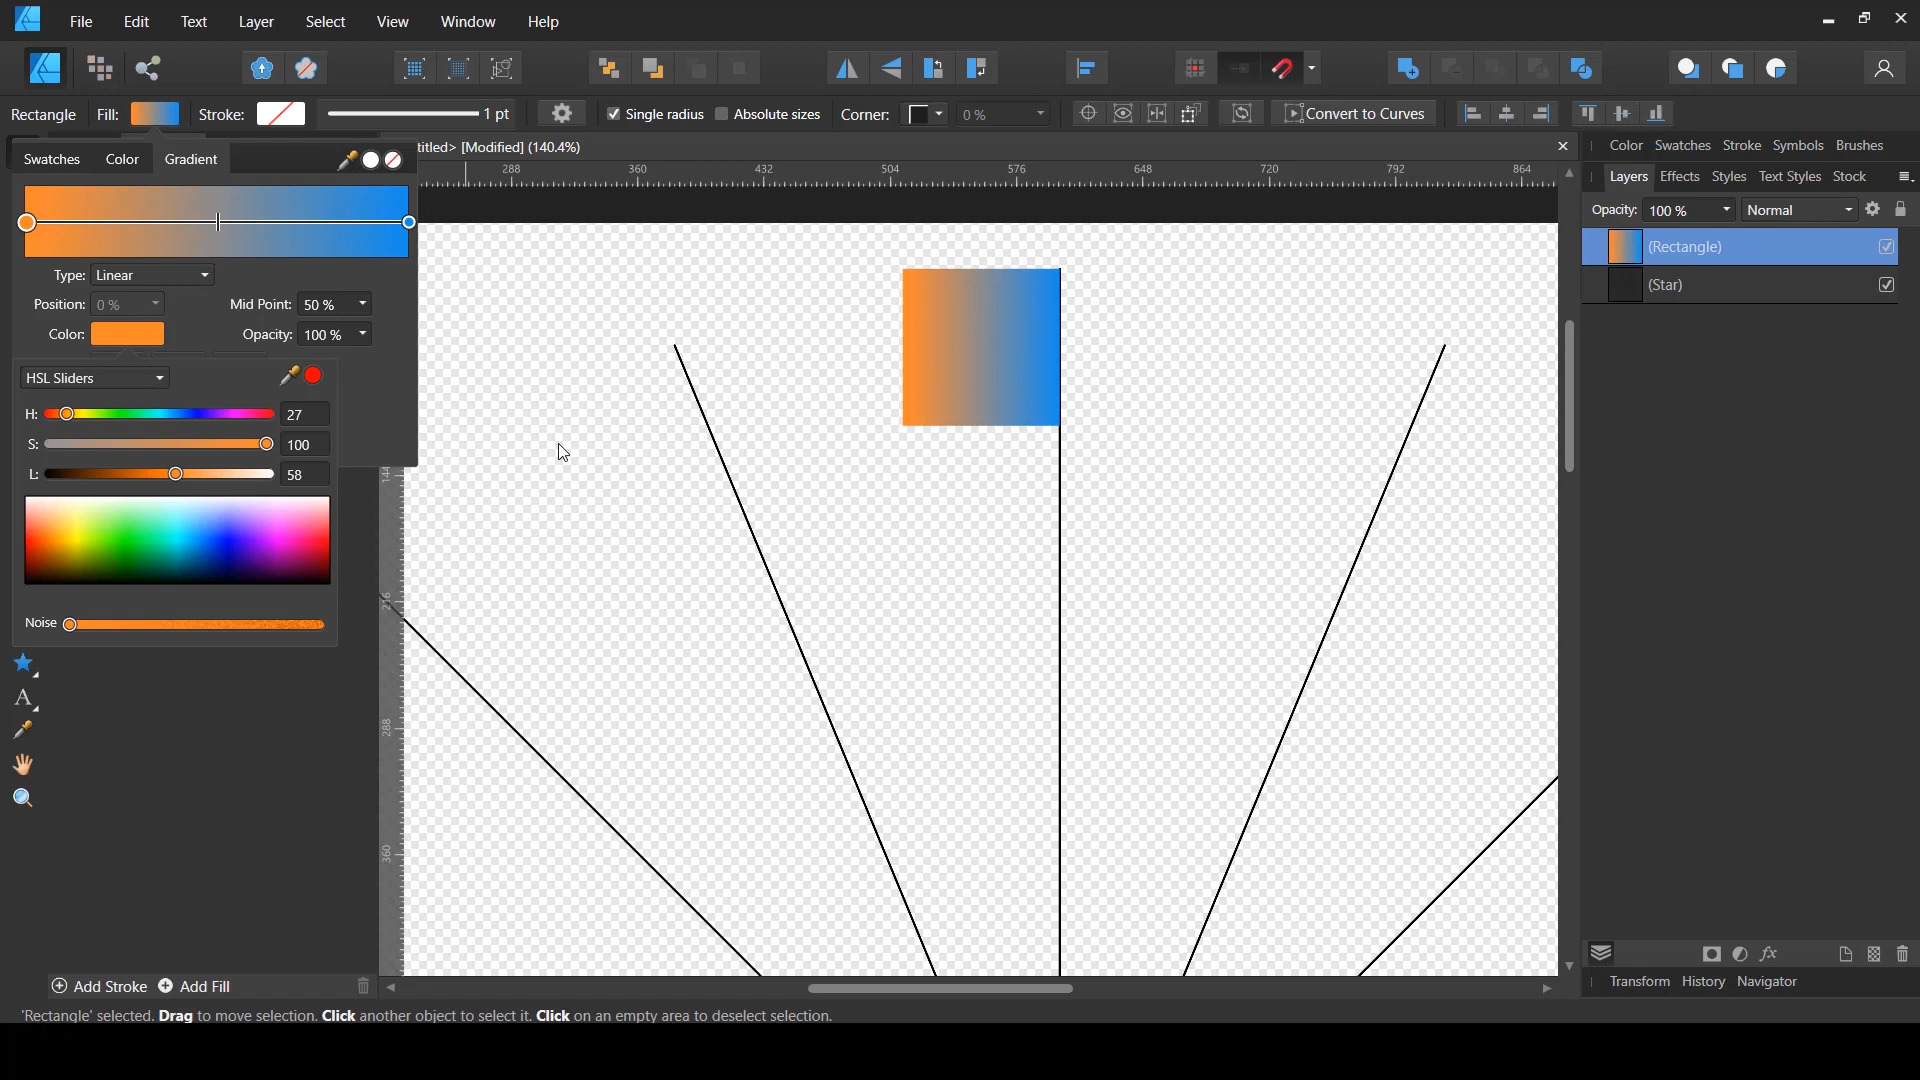 File Edit Text Layer Select View Window Help
Rectangle Fill: Stroke: 1 pt Single radius Absolute sizes Corner: 0 % Convert to Curves
Swatches Color Gradient
titled> [Modified] (140.4%)
Color Swatches Stroke Symbols Brushes
Layers Effects Styles Text Styles Stock
288 360 432 504 576 648 720 792 864
Opacity: 100 % Normal
(Rectangle)
(Star)
Type: Linear
Position: 0 % Mid Point: 50 %
Color: Opacity: 100 %
HSL Sliders
H: 27
S: 100
L: 58
Noise
144
216
288
360
A
Add Stroke Add Fill
fx
Transform History Navigator
'Rectangle' selected. Drag to move selection. Click another object to select it. Click on an empty area to deselect selection.